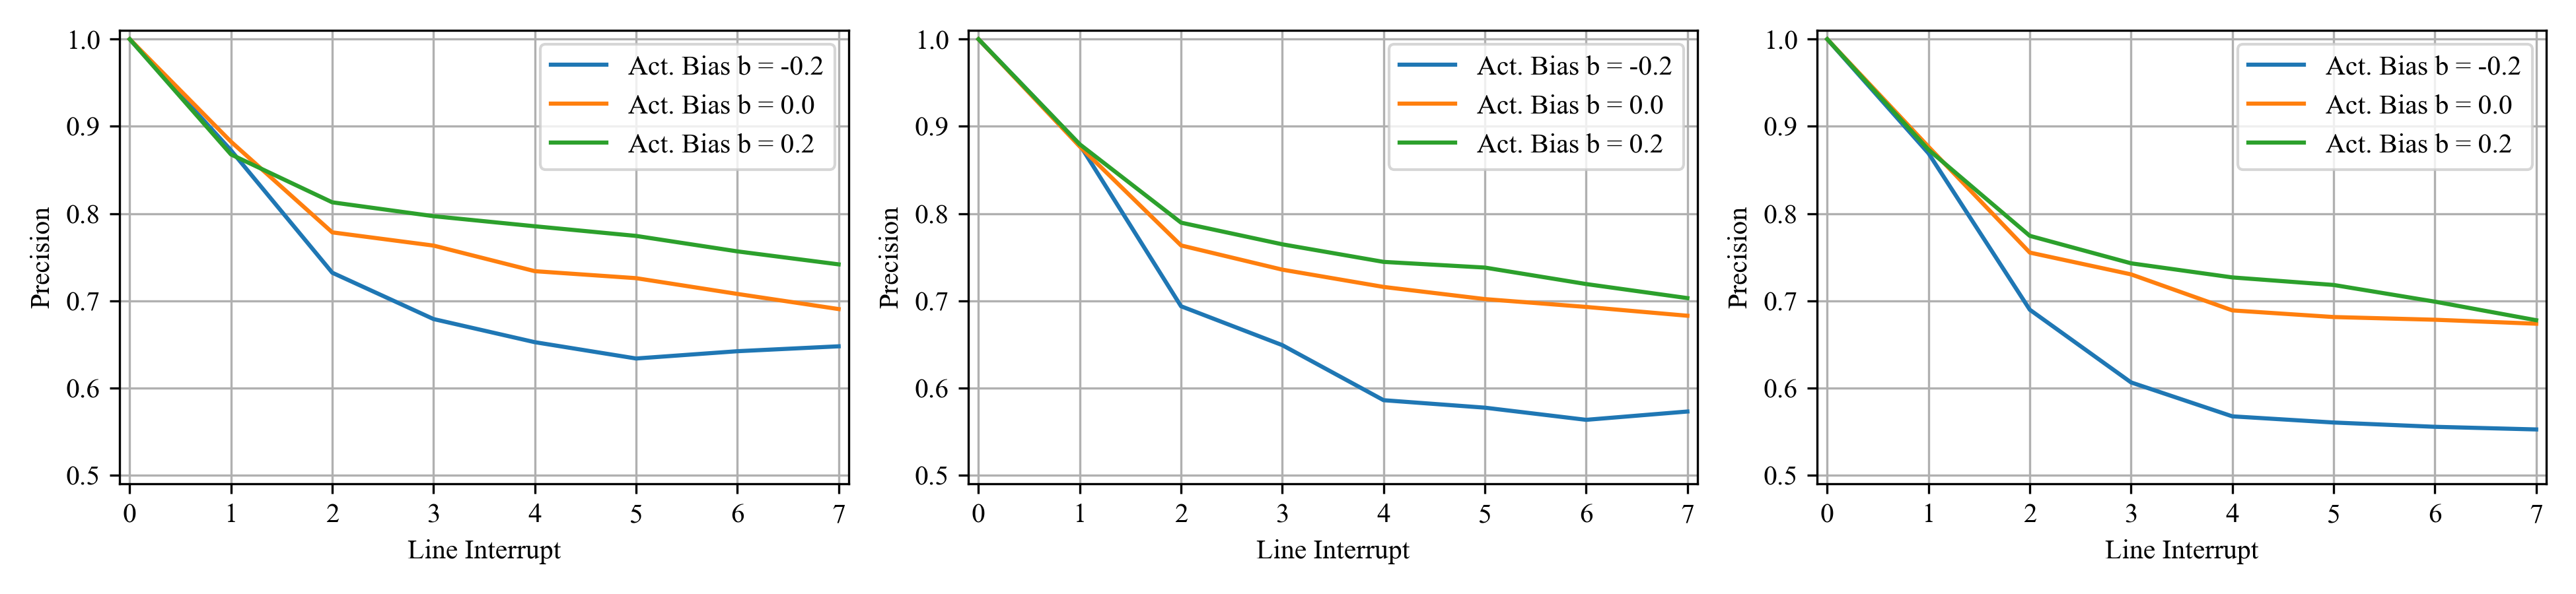 Precision
1.0
0.9
0.8
0.7
0.6
0.5
0 1 2 3 4 5 6 7
Line Interrupt
Act. Bias b = -0.2
Act. Bias b = 0.0
Act. Bias b = 0.2
Precision
1.0
0.9
0.8
0.7
0.6
0.5
0 1 2 3 4 5 6 7
Line Interrupt
Act. Bias b = -0.2
Act. Bias b = 0.0
Act. Bias b = 0.2
Precision
1.0
0.9
0.8
0.7
0.6
0.5
0 1 2 3 4 5 6 7
Line Interrupt
Act. Bias b = -0.2
Act. Bias b = 0.0
Act. Bias b = 0.2